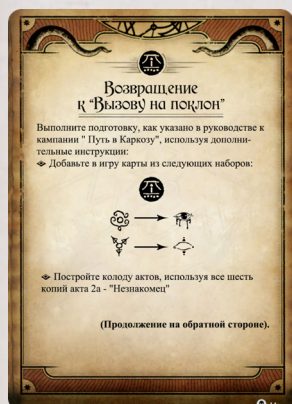 Возвращение
к “Вызову на поклон”
Выполните подготовку, как указано в руководстве к
кампании " Путь в Каркозу", используя дополни-
тельные инструкции:
Добавьте в игру карты из следующих наборов:
Постройте колоду актов, используя все шесть
копий акта 2а - "Незнакомец"
(Продолжение на обратной стороне).